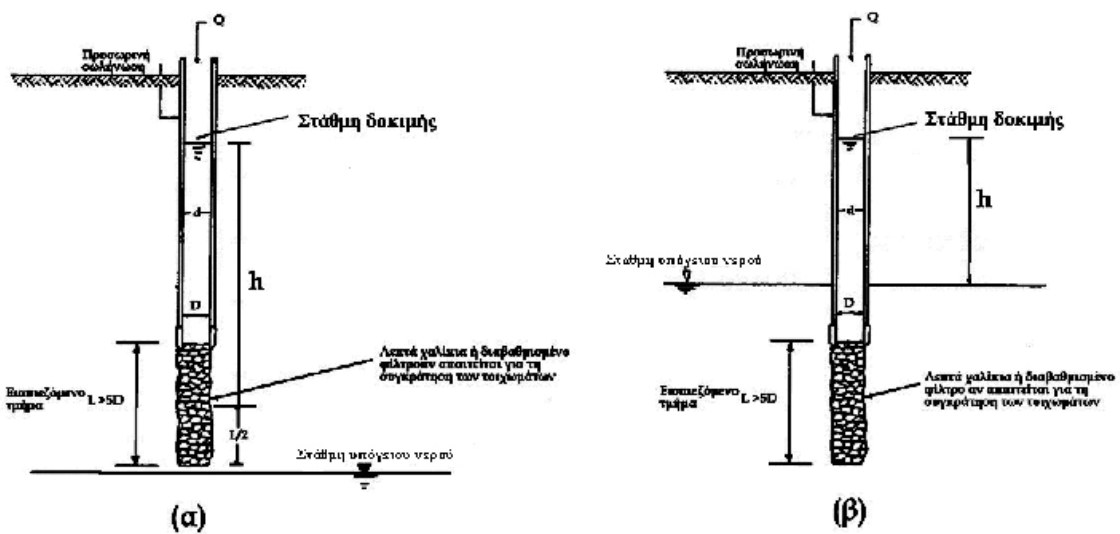 Q
Προσωρινή
σωλήνωση
Στάθμη δοκιμής
d
h
D
Λεπτά χαλίκια ή διαβαθμισμένο
φίλτρο αν απαιτείται για τη
συγκράτηση των τοιχωμάτων
Εισπιεζόμενο
τμήμα
L >5D
L/2
Στάθμη υπόγειου νερού
(α)
Q
Προσωρινή
σωλήνωση
Στάθμη δοκιμής
d
h
Στάθμη υπόγειου νερού
D
Λεπτά χαλίκια ή διαβαθμισμένο
φίλτρο αν απαιτείται για τη
συγκράτηση των τοιχωμάτων
Εισπιεζόμενο
τμήμα
L >5D
(β)